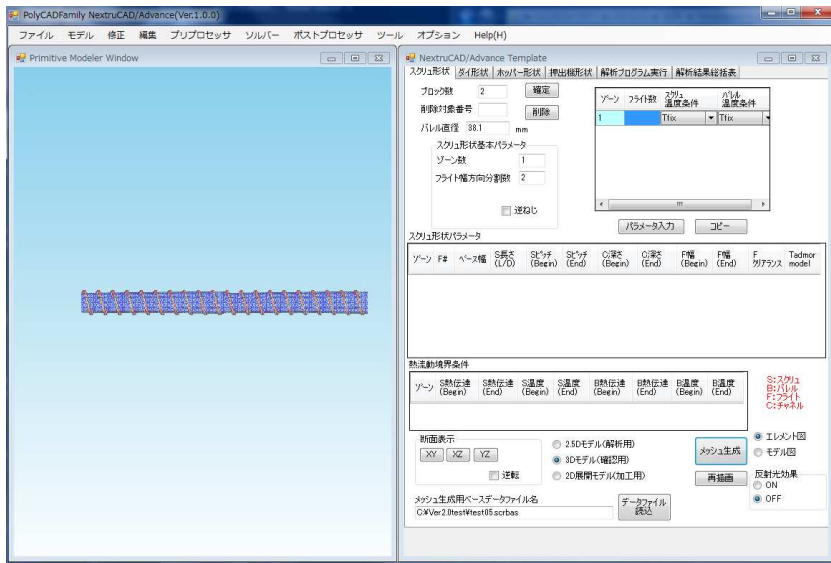 PolyCADFamily NextruCAD/Advance(Ver.1.0.0)
ファイル モデル 修正 編集 プリプロセッサ ソルバー ポストプロセッサ ツール オプション Help(H)
Primitive Modeler Window
NextruCAD/Advance Template
スクリュ形状 ダイ形状 ホッパー形状 押出機形状 解析プログラム実行 解析結果総括表
ブロック数 2 確定
削除対象番号 削除
バレル直径 38.1 mm
スクリュ形状基本パラメータ
ゾーン数 1
フライト幅方向分割数 2
逆ねじ
ゾーン フライト数 スクリュ温度条件 バレル温度条件
1 Tfix Tfix
パラメータ入力 コピー
スクリュ形状パラメータ
ゾーン F# ベース幅 S長さ(L/D) Sピッチ(Begin) Sピッチ(End) C深さ(Begin) C深さ(End) F幅(Begin) F幅(End) Fクリアランス Tadmor model
熱流動境界条件
ゾーン S熱伝達(Begin) S熱伝達(End) S温度(Begin) S温度(End) B熱伝達(Begin) B熱伝達(End) B温度(Begin) B温度(End)
S:スクリュ
B:バレル
F:フライト
C:チャネル
断面表示
XY XZ YZ
逆転
2.5Dモデル(解析用)
3Dモデル(確認用)
2D展開モデル(加工用)
メッシュ生成
再描画
エレメント図
モデル図
反射光効果
ON
OFF
メッシュ生成用ベースデータファイル名
C:¥Ver2.0test¥test05.scrbas
データファイル
読込